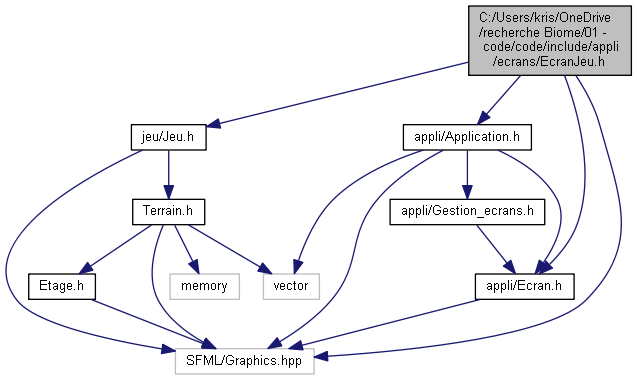 C:/Users/kris/OneDrive
/recherche Biome/01 -
code/code/include/appli
/ecrans/EcranJeu.h
jeu/Jeu.h
appli/Application.h
Terrain.h
appli/Gestion_ecrans.h
Etage.h
memory
vector
appli/Ecran.h
SFML/Graphics.hpp